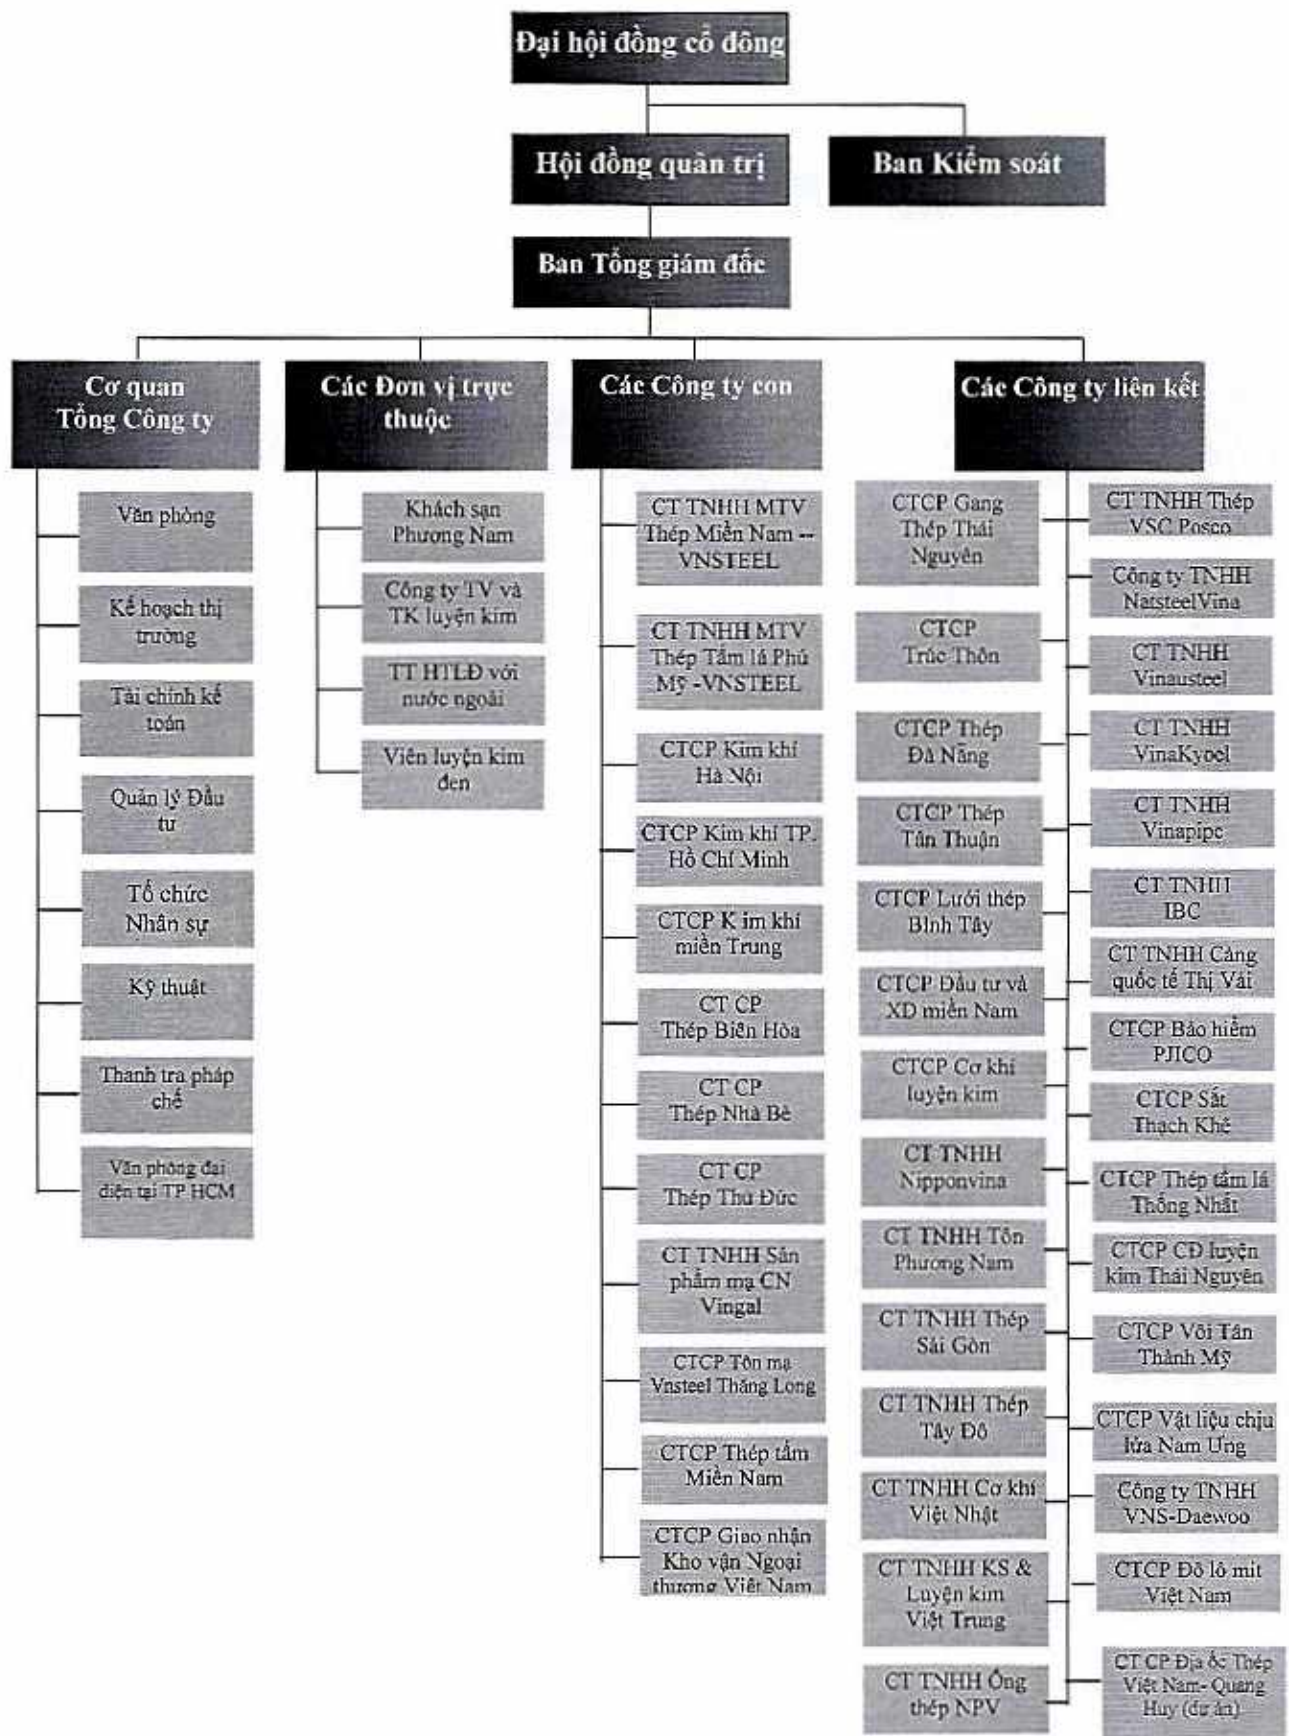 Đại hội đồng cổ đông
Hội đồng quản trị
Ban Kiểm soát
Ban Tổng giám đốc
Cơ quan
Tổng Công ty
Các Đơn vị trực
thuộc
Các Công ty con
Các Công ty liên kết
Văn phòng
Kế hoạch thị
trường
Tài chính kế
toán
Quản lý Đầu
tư
Tổ chức
Nhân sự
Kỹ thuật
Thanh tra pháp
chế
Văn phòng đại
diện tại TP HCM
Khách sạn
Phương Nam
Công ty TV và
TK luyện kim
TT HTLĐ với
nước ngoài
Viện luyện kim
đen
CT TNHH MTV
Thép Miền Nam --
VNSTEEL
CT TNHH MTV
Thép Tấm lá Phú
Mỹ -VNSTEEL
CTCP Kim khí
Hà Nội
CTCP Kim khí TP.
Hồ Chí Minh
CTCP K im khí
miền Trung
CT CP
Thép Biên Hòa
CT CP
Thép Nhà Bè
CT CP
Thép Thủ Đức
CT TNHH Sản
phẩm mạ CN
Vingal
CTCP Tôn mạ
Vnsteel Thăng Long
CTCP Thép tấm
Miền Nam
CTCP Giao nhận
Kho vận Ngoại
thương Việt Nam
CTCP Gang
Thép Thái
Nguyên
CTCP
Trúc Thôn
CTCP Thép
Đà Nẵng
CTCP Thép
Tân Thuận
CTCP Lưới thép
Bình Tây
CTCP Đầu tư và
XD miền Nam
CTCP Cơ khí
luyện kim
CT TNHH
Nipponvina
CT TNHH Tôn
Phương Nam
CT TNHH Thép
Sài Gòn
CT TNHH Thép
Tây Đô
CT TNHH Cơ khí
Việt Nhật
CT TNHH KS &
Luyện kim
Việt Trung
CT TNHH Ống
thép NPV
CT TNHH Thép
VSC Posco
Công ty TNHH
NatsteelVina
CT TNHH
Vinausteel
CT TNHH
VinaKyoei
CT TNHH
Vinapipe
CT TNHH
IBC
CT TNHH Cảng
quốc tế Thị Vải
CTCP Bảo hiểm
PJICO
CTCP Sắt
Thạch Khê
CTCP Thép tấm lá
Thống Nhất
CTCP CĐ luyện
kim Thái Nguyên
CTCP Vôi Tân
Thành Mỹ
CTCP Vật liệu chịu
lửa Nam Ưng
Công ty TNHH
VNS-Daewoo
CTCP Đô lô mit
Việt Nam
CT CP Địa ốc Thép
Việt Nam- Quang
Huy (dự án)